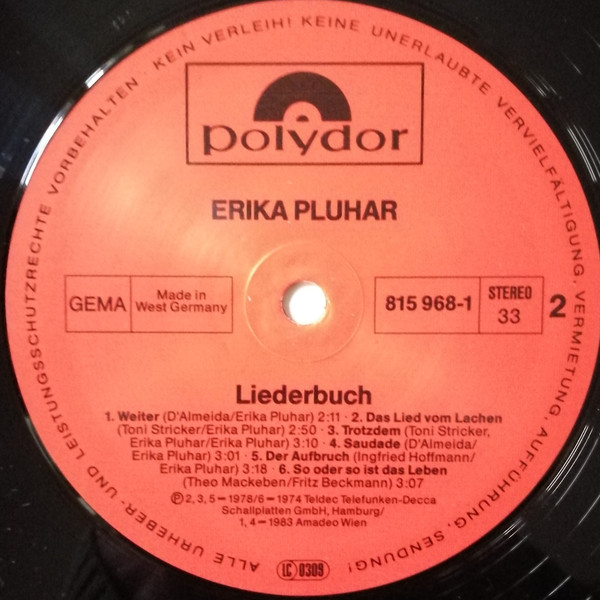 ALLE URHEBER- UND LEISTUNGSSCHUTZRECHTE VORBEHALTEN · KEIN VERLEIH! KEINE UNERLAUBTE VERVIELFÄLTIGUNG, VERMIETUNG, AUFFÜHRUNG, SENDUNG!
polydor
ERIKA PLUHAR
GEMA
Made in
West Germany
815 968-1
STEREO
33
2
Liederbuch
1. Weiter (D'Almeida/Erika Pluhar) 2:11 · 2. Das Lied vom Lachen
(Toni Stricker/Erika Pluhar) 2:50 · 3. Trotzdem (Toni Stricker,
Erika Pluhar/Erika Pluhar) 3:10 · 4. Saudade (D'Almeida/
Erika Pluhar) 3:01 · 5. Der Aufbruch (Ingfried Hoffmann/
Erika Pluhar) 3:18 · 6. So oder so ist das Leben
(Theo Mackeben/Fritz Beckmann) 3:07
Ⓟ 2, 3, 5 – 1978/6 – 1974 Teldec Telefunken-Decca
Schallplatten GmbH, Hamburg/
1, 4 – 1983 Amadeo Wien
LC 0309